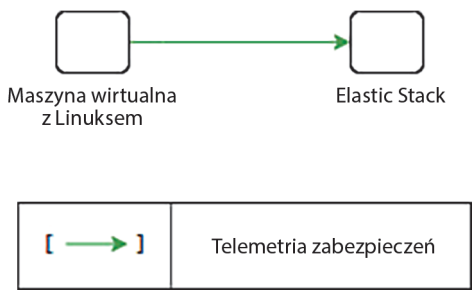 Maszyna wirtualna
z Linuksem
Elastic Stack
[ → ]
Telemetria zabezpieczeń